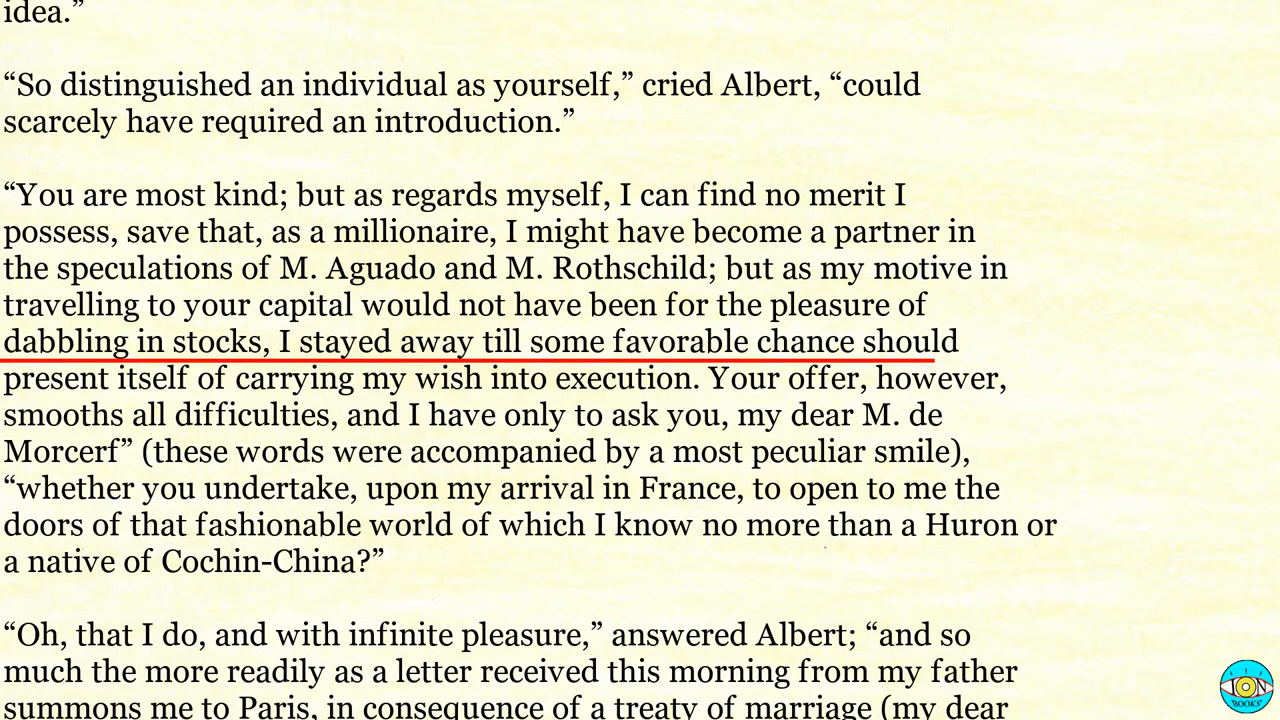 idea.”
“So distinguished an individual as yourself,” cried Albert, “could
scarcely have required an introduction.”
“You are most kind; but as regards myself, I can find no merit I
possess, save that, as a millionaire, I might have become a partner in
the speculations of M. Aguado and M. Rothschild; but as my motive in
travelling to your capital would not have been for the pleasure of
dabbling in stocks, I stayed away till some favorable chance should
present itself of carrying my wish into execution. Your offer, however,
smooths all difficulties, and I have only to ask you, my dear M. de
Morcerf” (these words were accompanied by a most peculiar smile),
“whether you undertake, upon my arrival in France, to open to me the
doors of that fashionable world of which I know no more than a Huron or
a native of Cochin-China?”
“Oh, that I do, and with infinite pleasure,” answered Albert; “and so
much the more readily as a letter received this morning from my father
summons me to Paris, in consequence of a treaty of marriage (my dear
ION
BOOKS